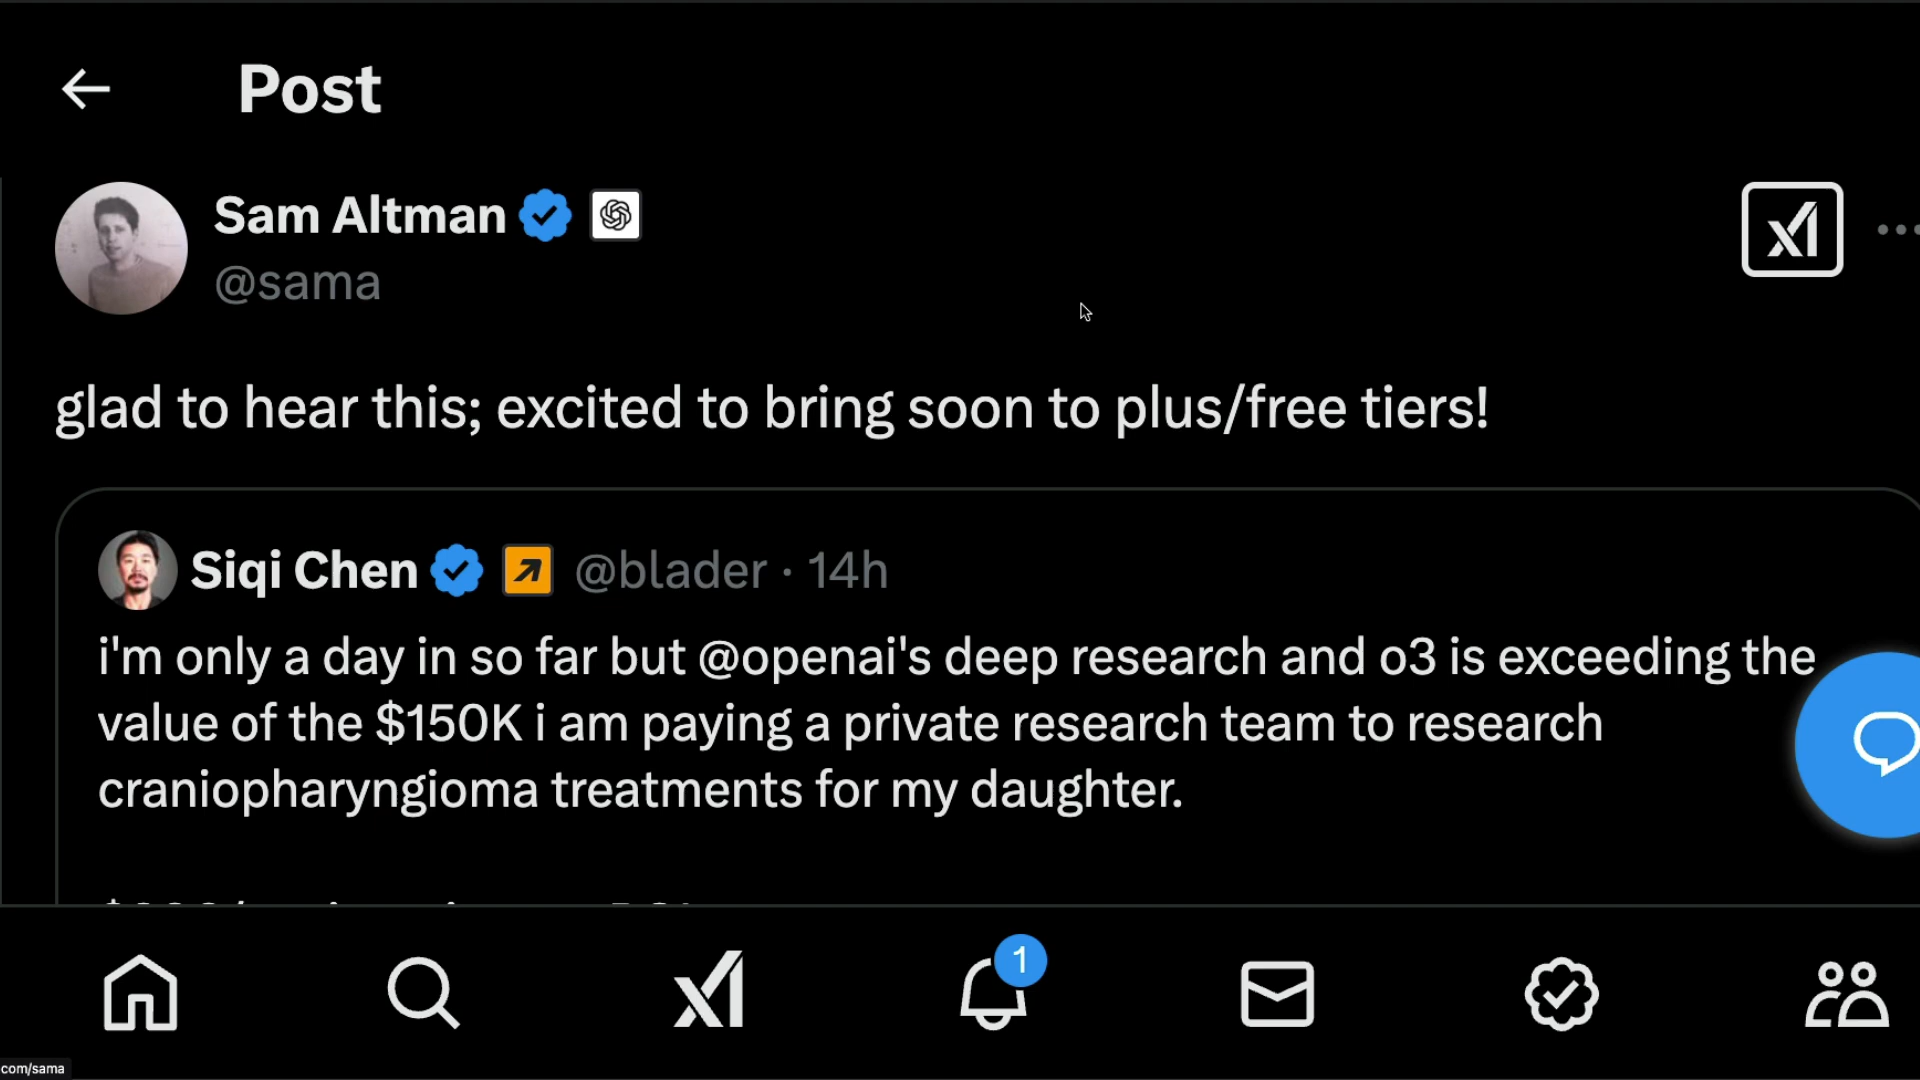 Post
Sam Altman
@sama
glad to hear this; excited to bring soon to plus/free tiers!
Siqi Chen @blader · 14h
i'm only a day in so far but @openai's deep research and o3 is exceeding the
value of the $150K i am paying a private research team to research
craniopharyngioma treatments for my daughter.
1
com/sama